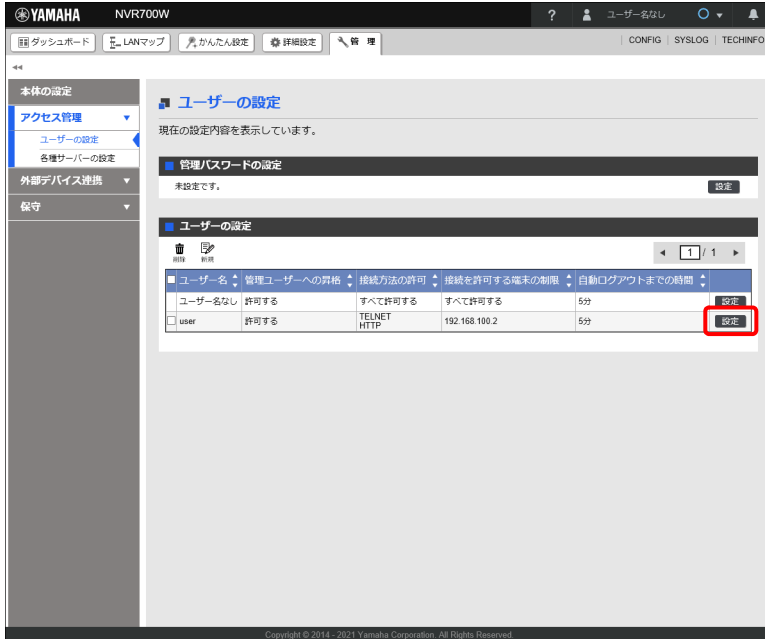 YAMAHA NVR700W ? ユーザー名なし
ダッシュボード LANマップ かんたん設定 詳細設定 管 理 CONFIG SYSLOG TECHINFO
本体の設定
アクセス管理
ユーザーの設定
各種サーバーの設定
外部デバイス連携
保守
ユーザーの設定
現在の設定内容を表示しています。
管理パスワードの設定
未設定です。 設定
ユーザーの設定
削除 新規 1 / 1
ユーザー名 管理ユーザーへの昇格 接続方法の許可 接続を許可する端末の制限 自動ログアウトまでの時間
ユーザー名なし 許可する すべて許可する すべて許可する 5分 設定
user 許可する TELNET HTTP 192.168.100.2 5分 設定
Copyright © 2014 - 2021 Yamaha Corporation. All Rights Reserved.